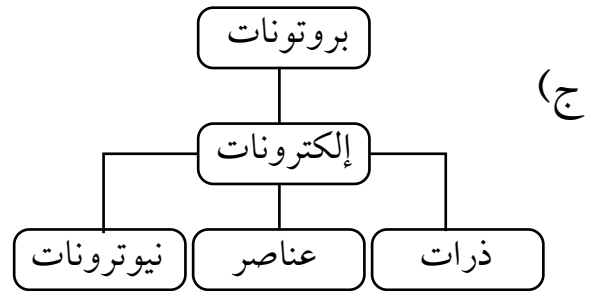 بروتونات
ج)
إلكترونات
ذرات
عناصر
نيوترونات